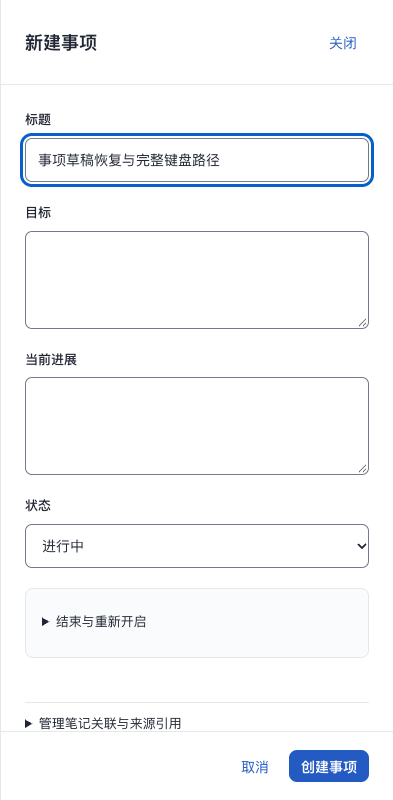 新建事项
关闭
标题
事项草稿恢复与完整键盘路径
目标
当前进展
状态
进行中
结束与重新开启
管理笔记关联与来源引用
取消
创建事项